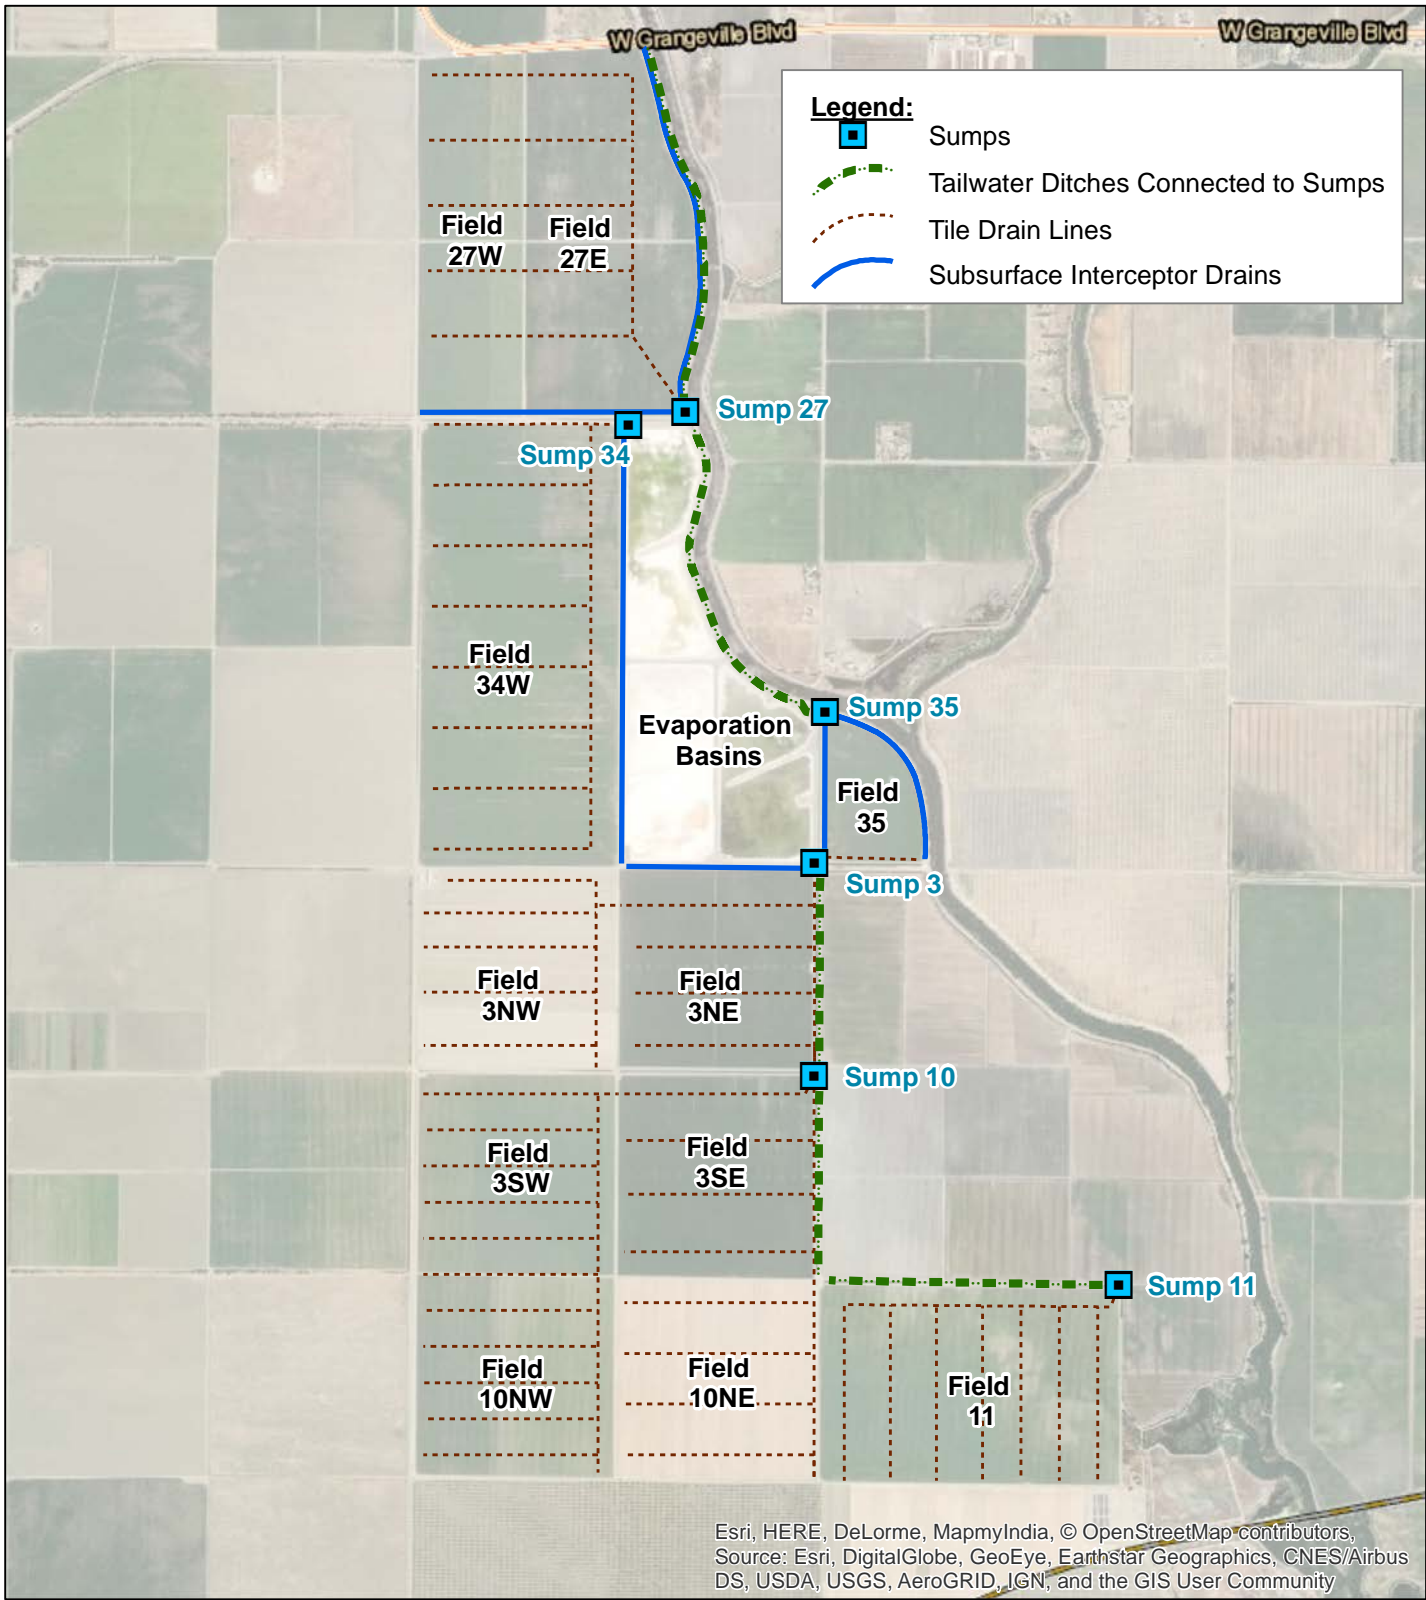 W Grangeville Blvd
W Grangeville Blvd
Legend:
Sumps
Tailwater Ditches Connected to Sumps
Tile Drain Lines
Subsurface Interceptor Drains
Field
27W
Field
27E
Sump 27
Sump 34
Field
34W
Sump 35
Evaporation
Basins
Field
35
Sump 3
Field
3NW
Field
3NE
Sump 10
Field
3SW
Field
3SE
Sump 11
Field
10NW
Field
10NE
Field
11
Esri, HERE, DeLorme, MapmyIndia, © OpenStreetMap contributors,
Source: Esri, DigitalGlobe, GeoEye, Earthstar Geographics, CNES/Airbus
DS, USDA, USGS, AeroGRID, IGN, and the GIS User Community